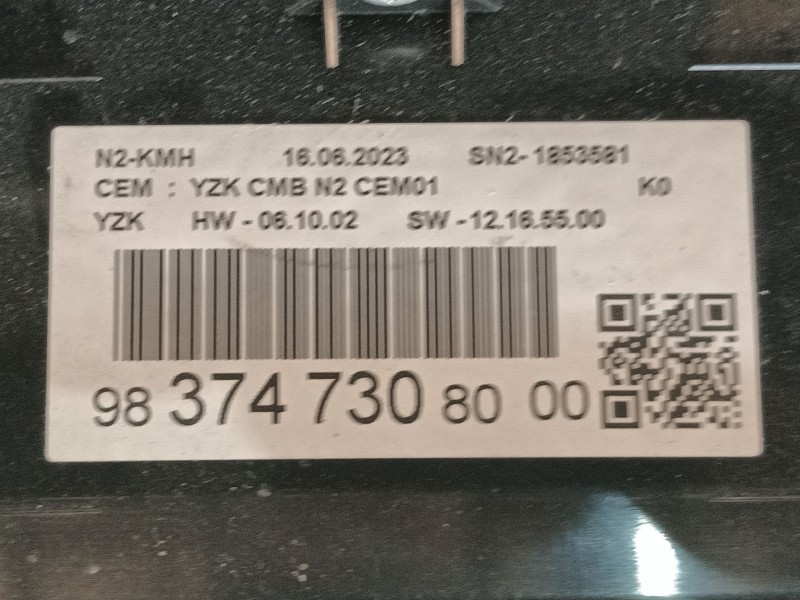 N2-KMH 16.06.2023 SN2-1853581
CEM : YZK CMB N2 CEM01 K0
YZK HW-06.10.02 SW-12.16.55.00
98 374 730 80 00